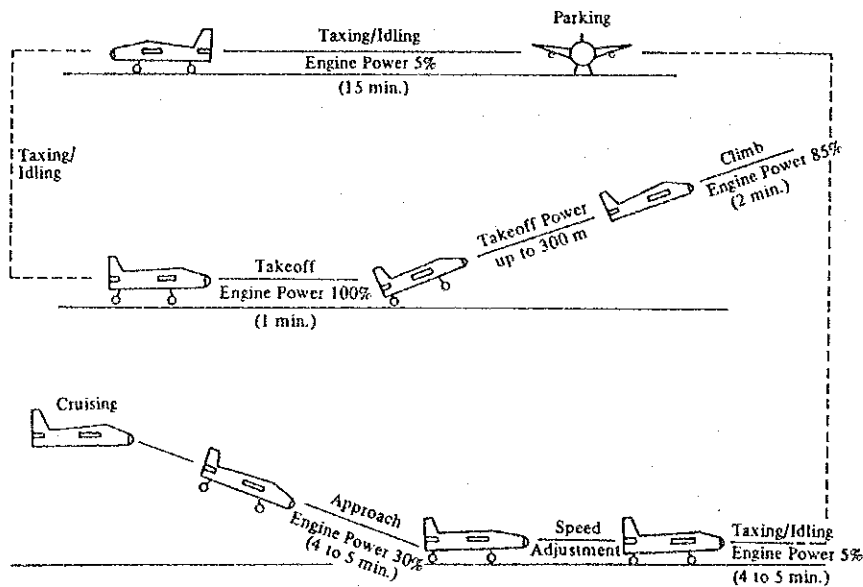 Parking
Taxing/Idling
Engine Power 5%
(15 min.)
Taxing/
Idling
Climb
Engine Power 85%
(2 min.)
Takeoff Power
up to 300 m
Takeoff
Engine Power 100%
(1 min.)
Cruising
Approach
Engine Power 30%
(4 to 5 min.)
Speed
Adjustment
Taxing/Idling
Engine Power 5%
(4 to 5 min.)